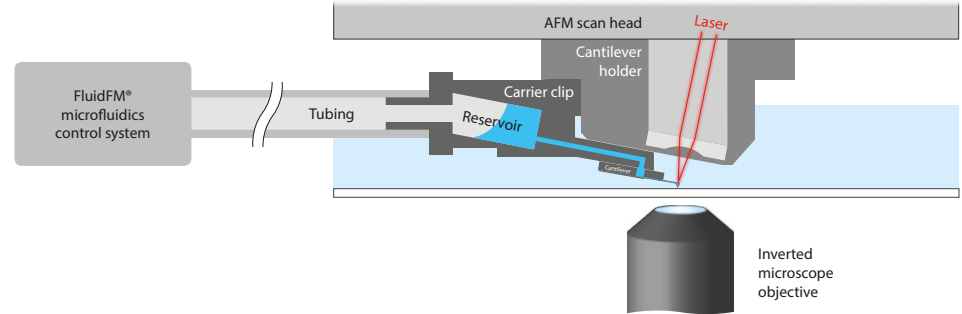 AFM scan head
Laser
Cantilever
holder
FluidFM®
microfluidics
control system
Carrier clip
Tubing
Reservoir
Cantilever
Inverted
microscope
objective